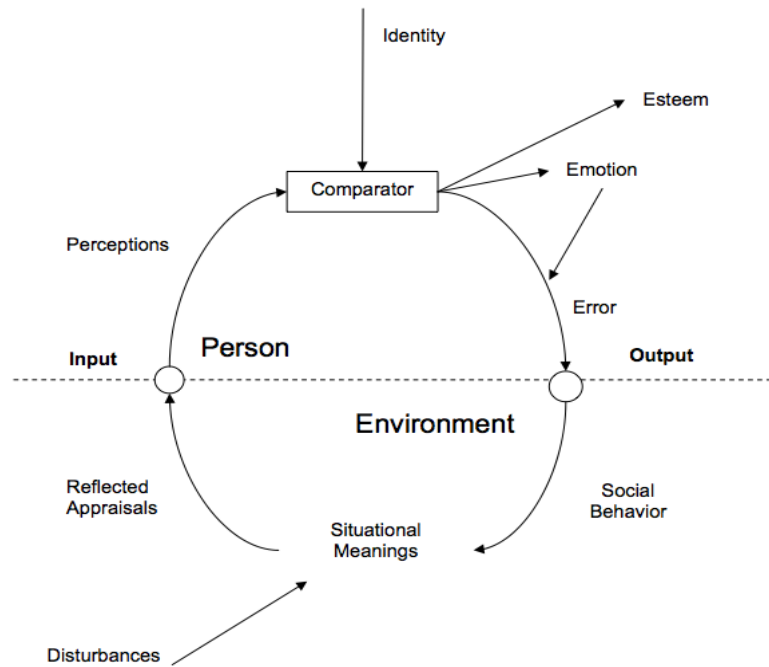 Identity
Esteem
Emotion
Comparator
Perceptions
Error
Input
Person
Output
Environment
Reflected
Appraisals
Social
Behavior
Situational
Meanings
Disturbances